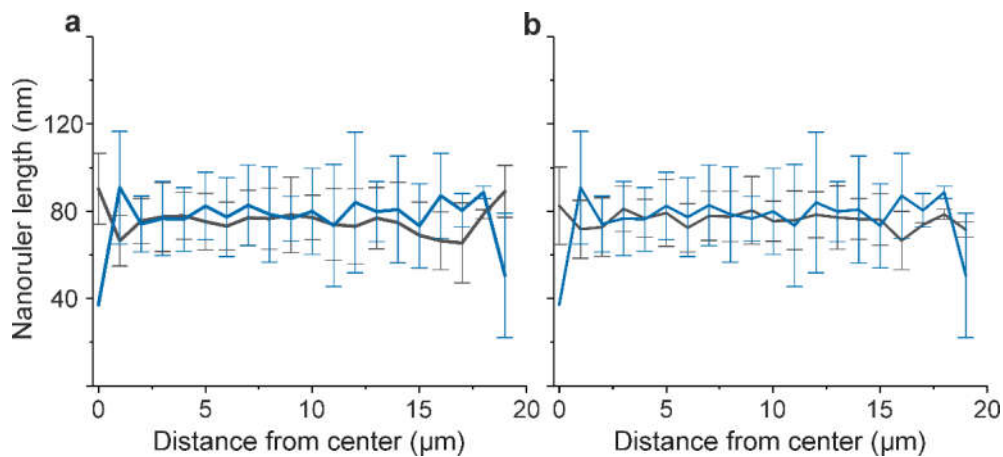 a
b
Nanoruler length (nm)
120
80
40
0 5 10 15 20
0 5 10 15 20
Distance from center (μm)
Distance from center (μm)